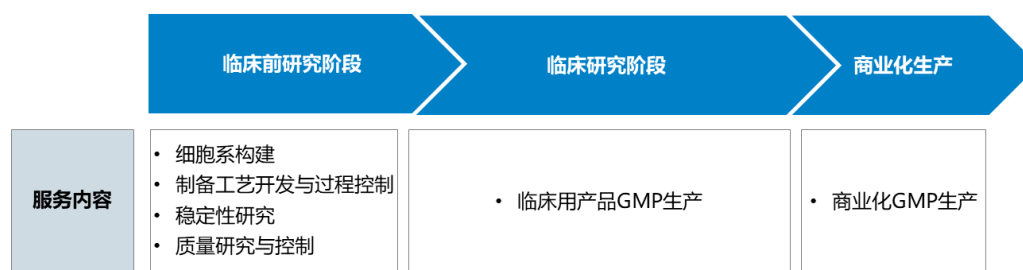 临床前研究阶段
临床研究阶段
商业化生产
服务内容
• 细胞系构建
• 制备工艺开发与过程控制
• 稳定性研究
• 质量研究与控制
• 临床用产品GMP生产
• 商业化GMP生产